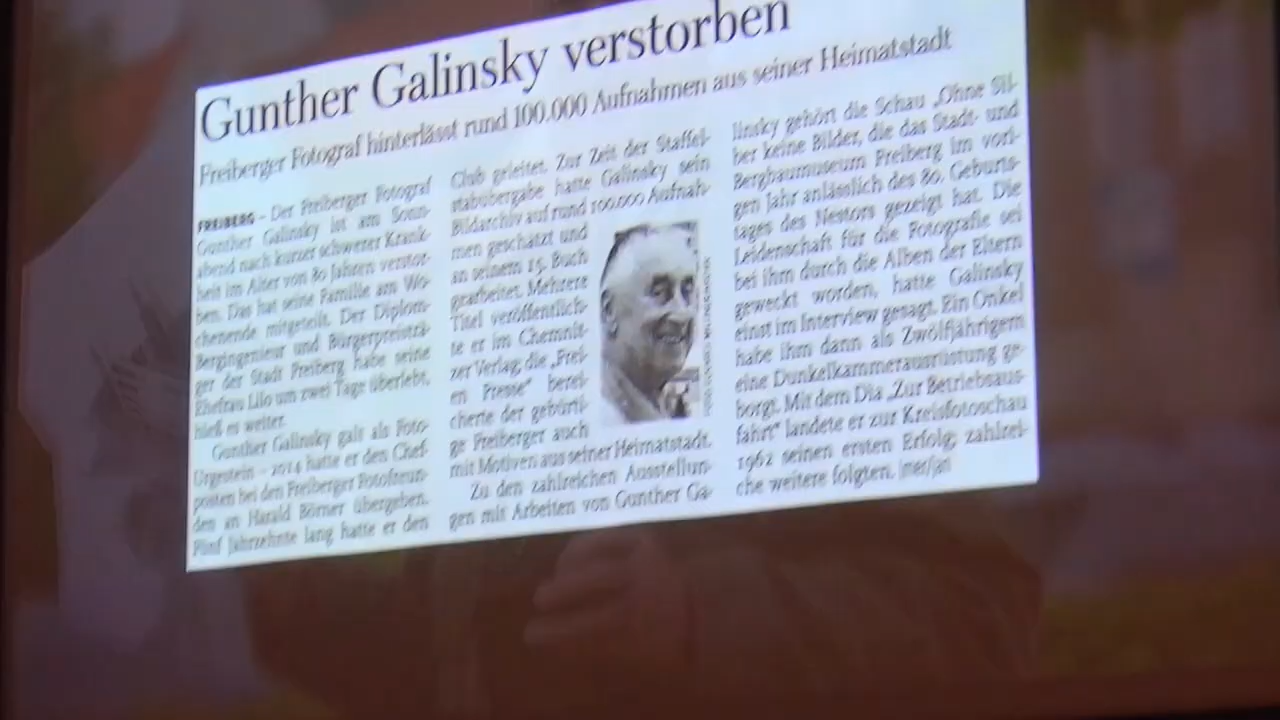 Gunther Galinsky verstorben
Freiberger Fotograf hinterlässt rund 100.000 Aufnahmen aus seiner Heimatstadt
FREIBERG – Der Freiberger Fotograf
Gunther Galinsky ist am Sonn-
abend nach kurzer schwerer Krank-
heit im Alter von 80 Jahren verstor-
ben. Das hat seine Familie am Wo-
chenende mitgeteilt. Der Diplom-
Bergingenieur und Bürgerpreisträ-
ger der Stadt Freiberg habe seine
Ehefrau Lilo um zwei Tage überlebt,
hieß es weiter.
Gunther Galinsky galt als Foto-
Urgestein – 2014 hatte er den Chef-
posten bei den Freiberger Fotofreun-
den an Harald Börner übergeben.
Fünf Jahrzehnte lang hatte er den
Club geleitet. Zur Zeit der Staffel-
stabübergabe hatte Galinsky sein
Bildarchiv auf rund 100.000 Aufnah-
men geschätzt und
an seinem 15. Buch
gearbeitet. Mehrere
Titel veröffentlich-
te er im Chemnit-
zer Verlag; die „Frei-
en Presse“ berei-
cherte der gebürti-
ge Freiberger auch
mit Motiven aus seiner Heimatstadt.
Zu den zahlreichen Ausstellun-
gen mit Arbeiten von Gunther Ga-
linsky gehört die Schau „Ohne Sil-
ber keine Bilder, die das Stadt- und
Bergbaumuseum Freiberg im vori-
gen Jahr anlässlich des 80. Geburts-
tages des Nestors gezeigt hat. Die
Leidenschaft für die Fotografie sei
bei ihm durch die Alben der Eltern
geweckt worden, hatte Galinsky
einst im Interview gesagt. Ein Onkel
habe ihm dann als Zwölfjährigem
eine Dunkelkammerausrüstung ge-
borgt. Mit dem Dia „Zur Betriebsaus-
fahrt“ landete er zur Kreisfotoschau
1962 seinen ersten Erfolg; zahlrei-
che weitere folgten.